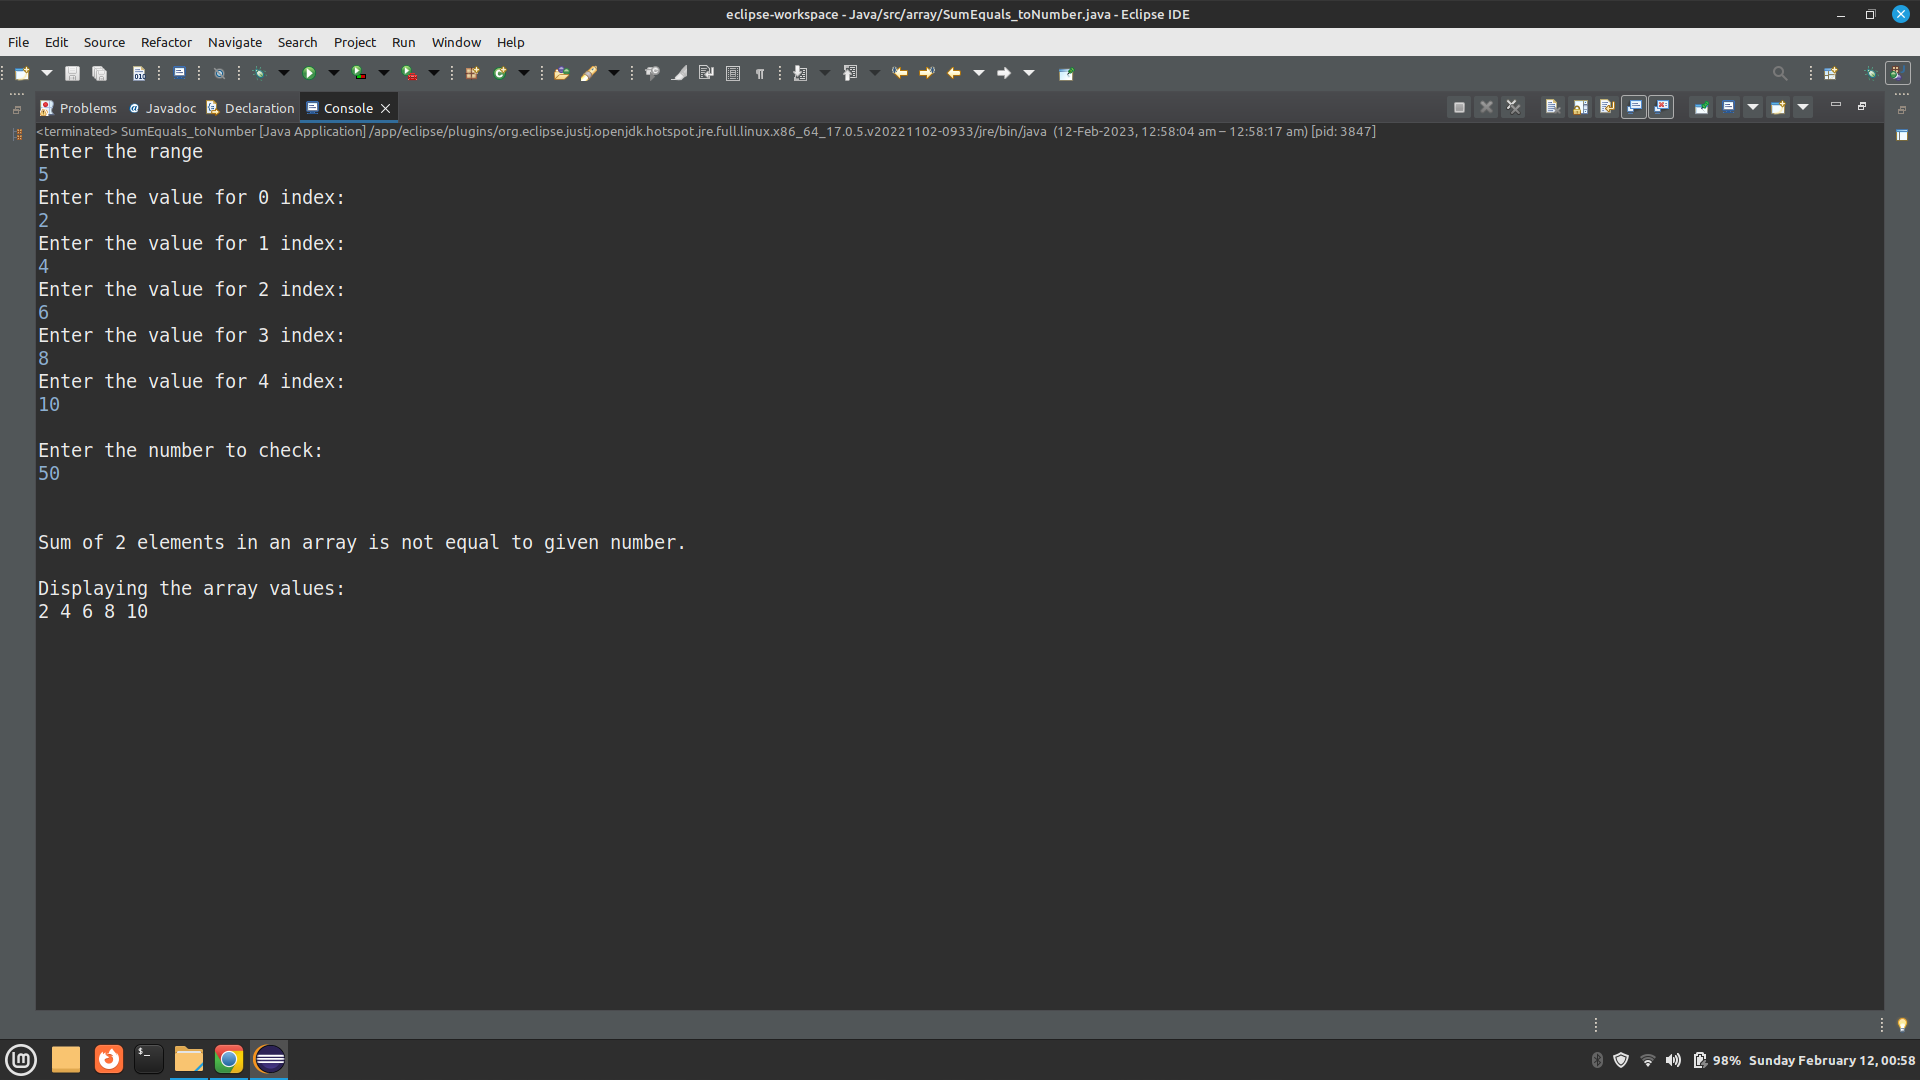 eclipse-workspace - Java/src/array/SumEquals_toNumber.java - Eclipse IDE
File Edit Source Refactor Navigate Search Project Run Window Help
Problems Javadoc Declaration Console
<terminated> SumEquals_toNumber [Java Application] /app/eclipse/plugins/org.eclipse.justj.openjdk.hotspot.jre.full.linux.x86_64_17.0.5.v20221102-0933/jre/bin/java (12-Feb-2023, 12:58:04 am – 12:58:17 am) [pid: 3847]
Enter the range
5
Enter the value for 0 index:
2
Enter the value for 1 index:
4
Enter the value for 2 index:
6
Enter the value for 3 index:
8
Enter the value for 4 index:
10
Enter the number to check:
50
Sum of 2 elements in an array is not equal to given number.
Displaying the array values:
2 4 6 8 10
98% Sunday February 12, 00:58